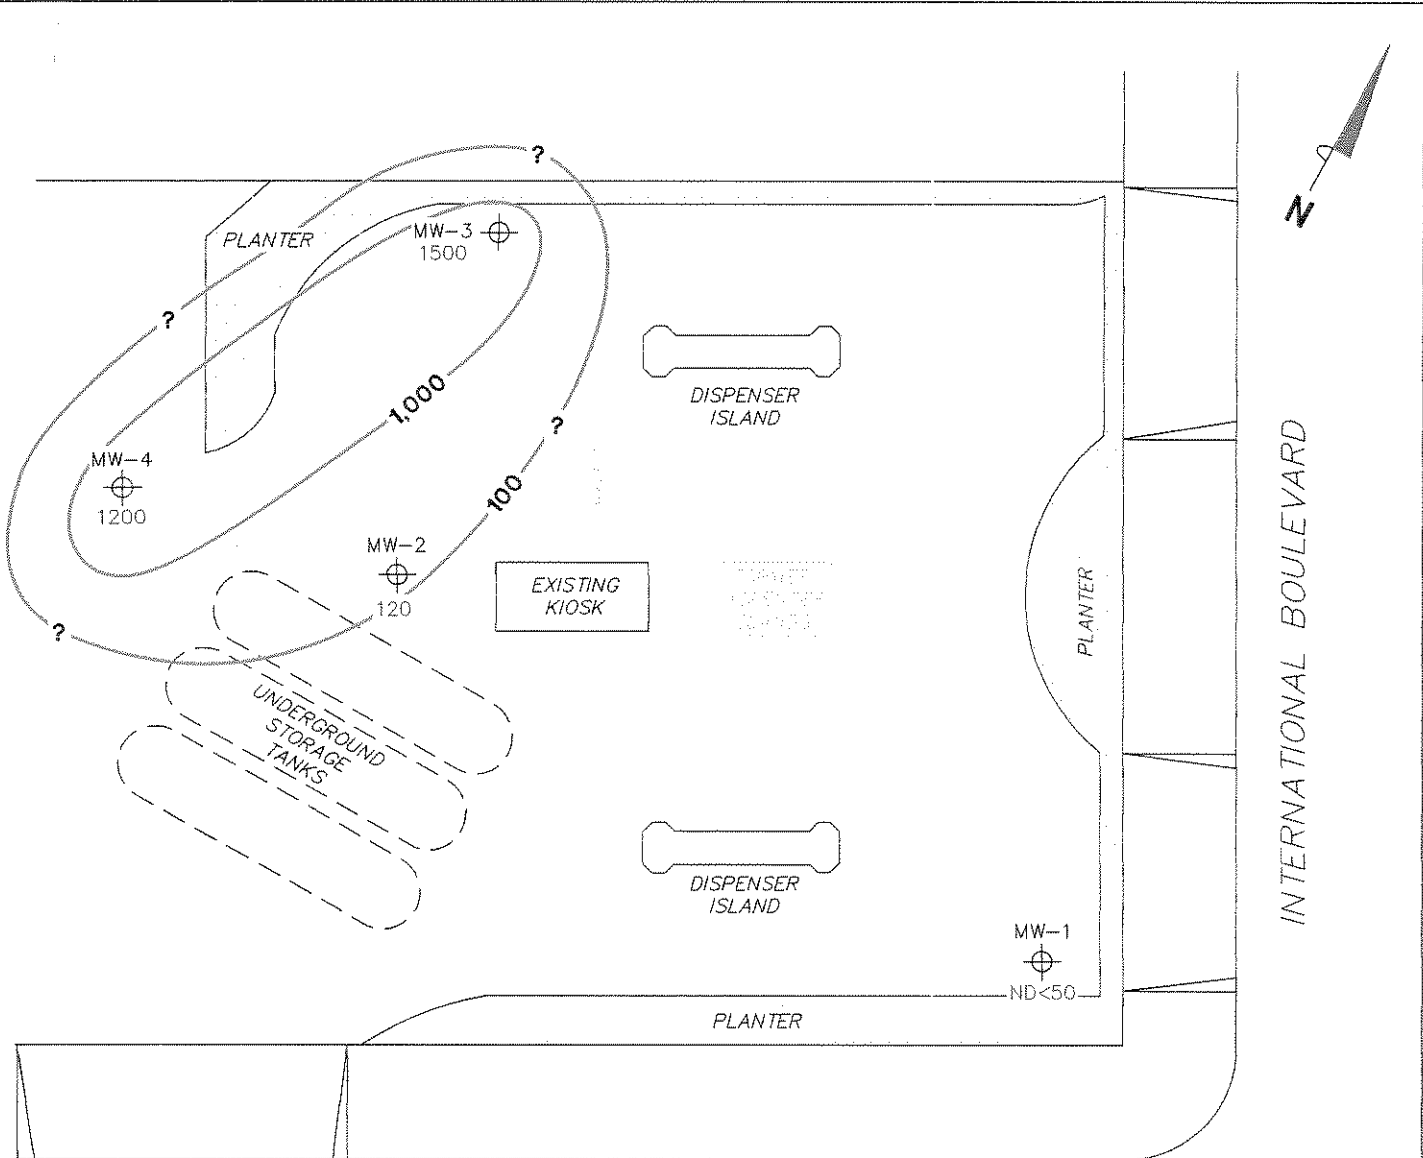 ?
N
MW-3
1500
PLANTER
?
1,000
DISPENSER
ISLAND
?
MW-4
1200
100
MW-2
120
EXISTING
KIOSK
PLANTER
INTERNATIONAL BOULEVARD
?
UNDERGROUND
STORAGE
TANKS
DISPENSER
ISLAND
MW-1
ND<50
PLANTER